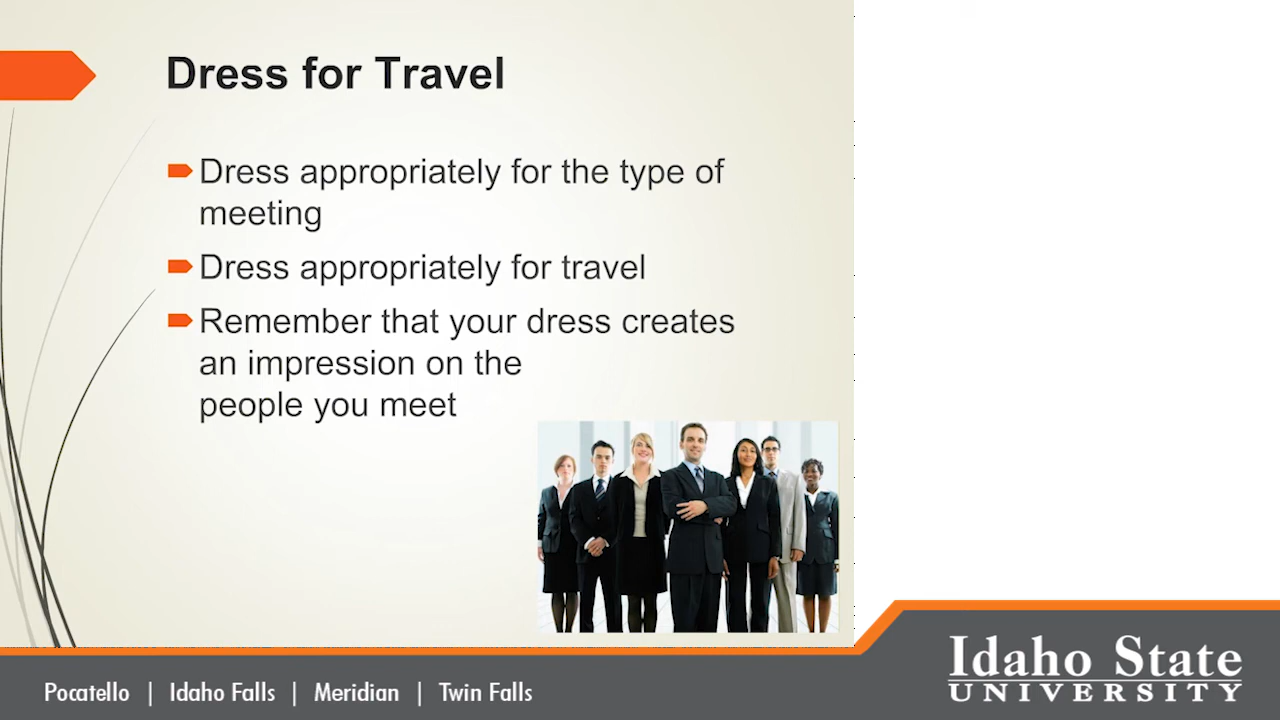 Dress for Travel
Dress appropriately for the type of
meeting
Dress appropriately for travel
Remember that your dress creates
an impression on the
people you meet
Idaho State
UNIVERSITY
Pocatello | Idaho Falls | Meridian | Twin Falls